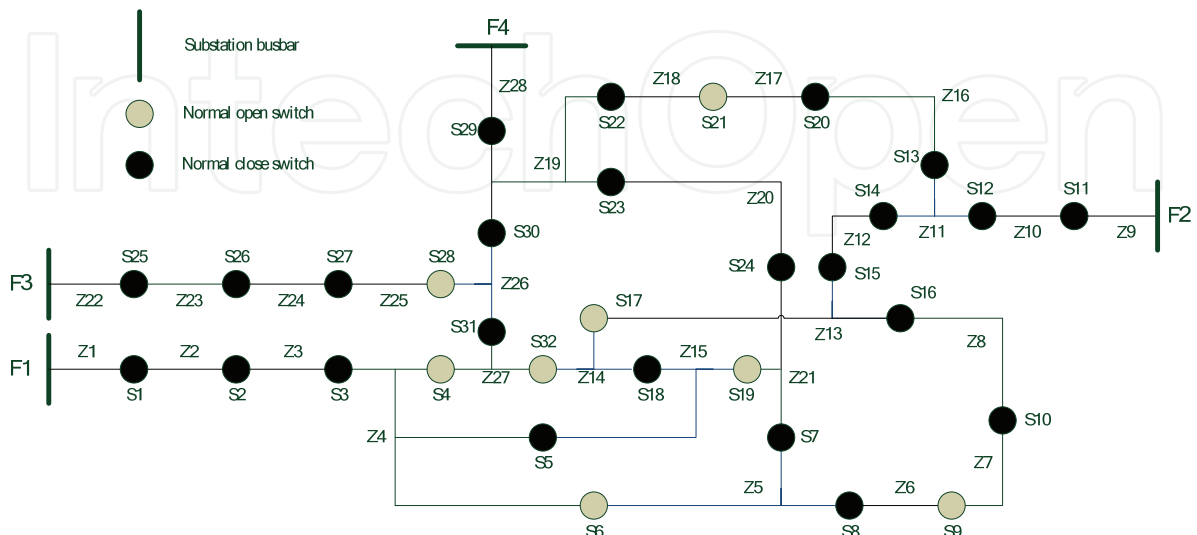 IntechOpen
F4
Substation busbar
Z28
Z18
Z17
Z16
Normal open switch
S22
S21
S20
S29
Normal close switch
Z19
S13
S23
Z20
S14
S12
S11
F2
Z12
Z11
Z10
Z9
S30
S25
S26
S27
S28
S24
S15
F3
Z22
Z23
Z24
Z25
Z26
S17
S16
S31
Z13
Z8
F1
Z1
Z2
Z3
S32
Z15
S1
S2
S3
S4
Z27
Z14
S18
S19
Z21
Z4
S5
S7
S10
Z7
Z5
Z6
S6
S8
S9